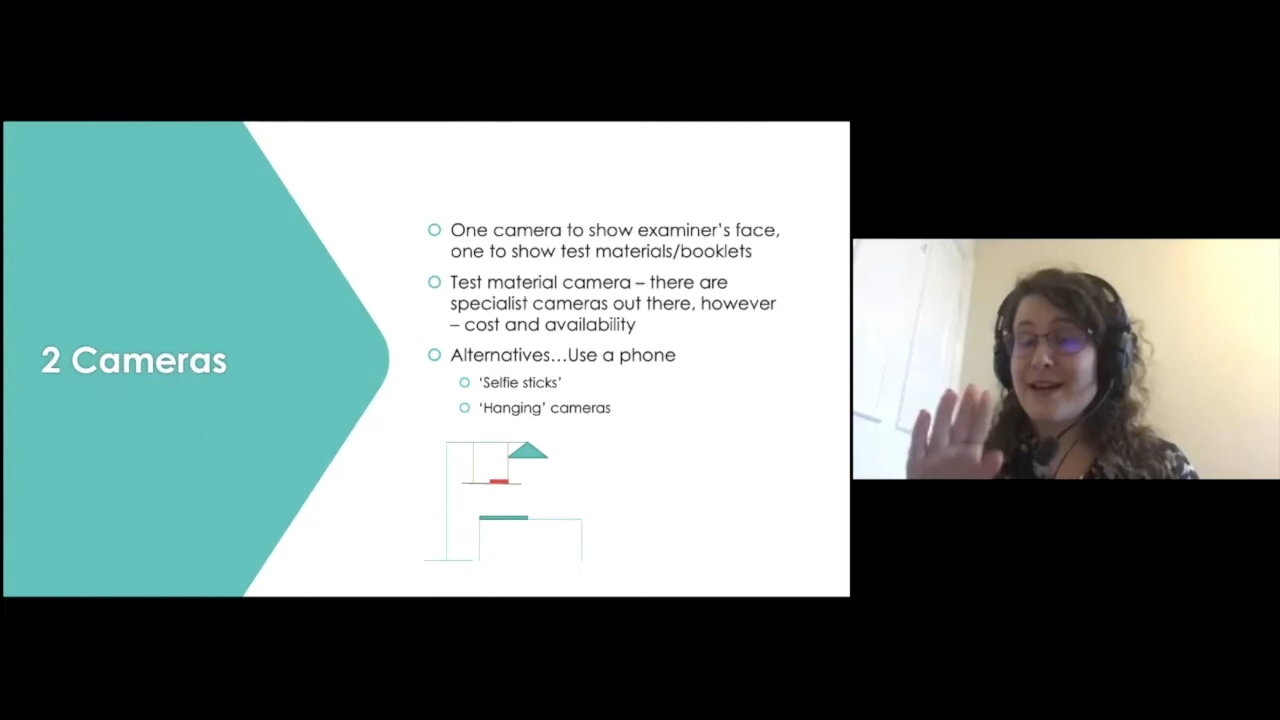 2 Cameras
One camera to show examiner’s face,
one to show test materials/booklets
Test material camera – there are
specialist cameras out there, however
– cost and availability
Alternatives…Use a phone
‘Selfie sticks’
‘Hanging’ cameras